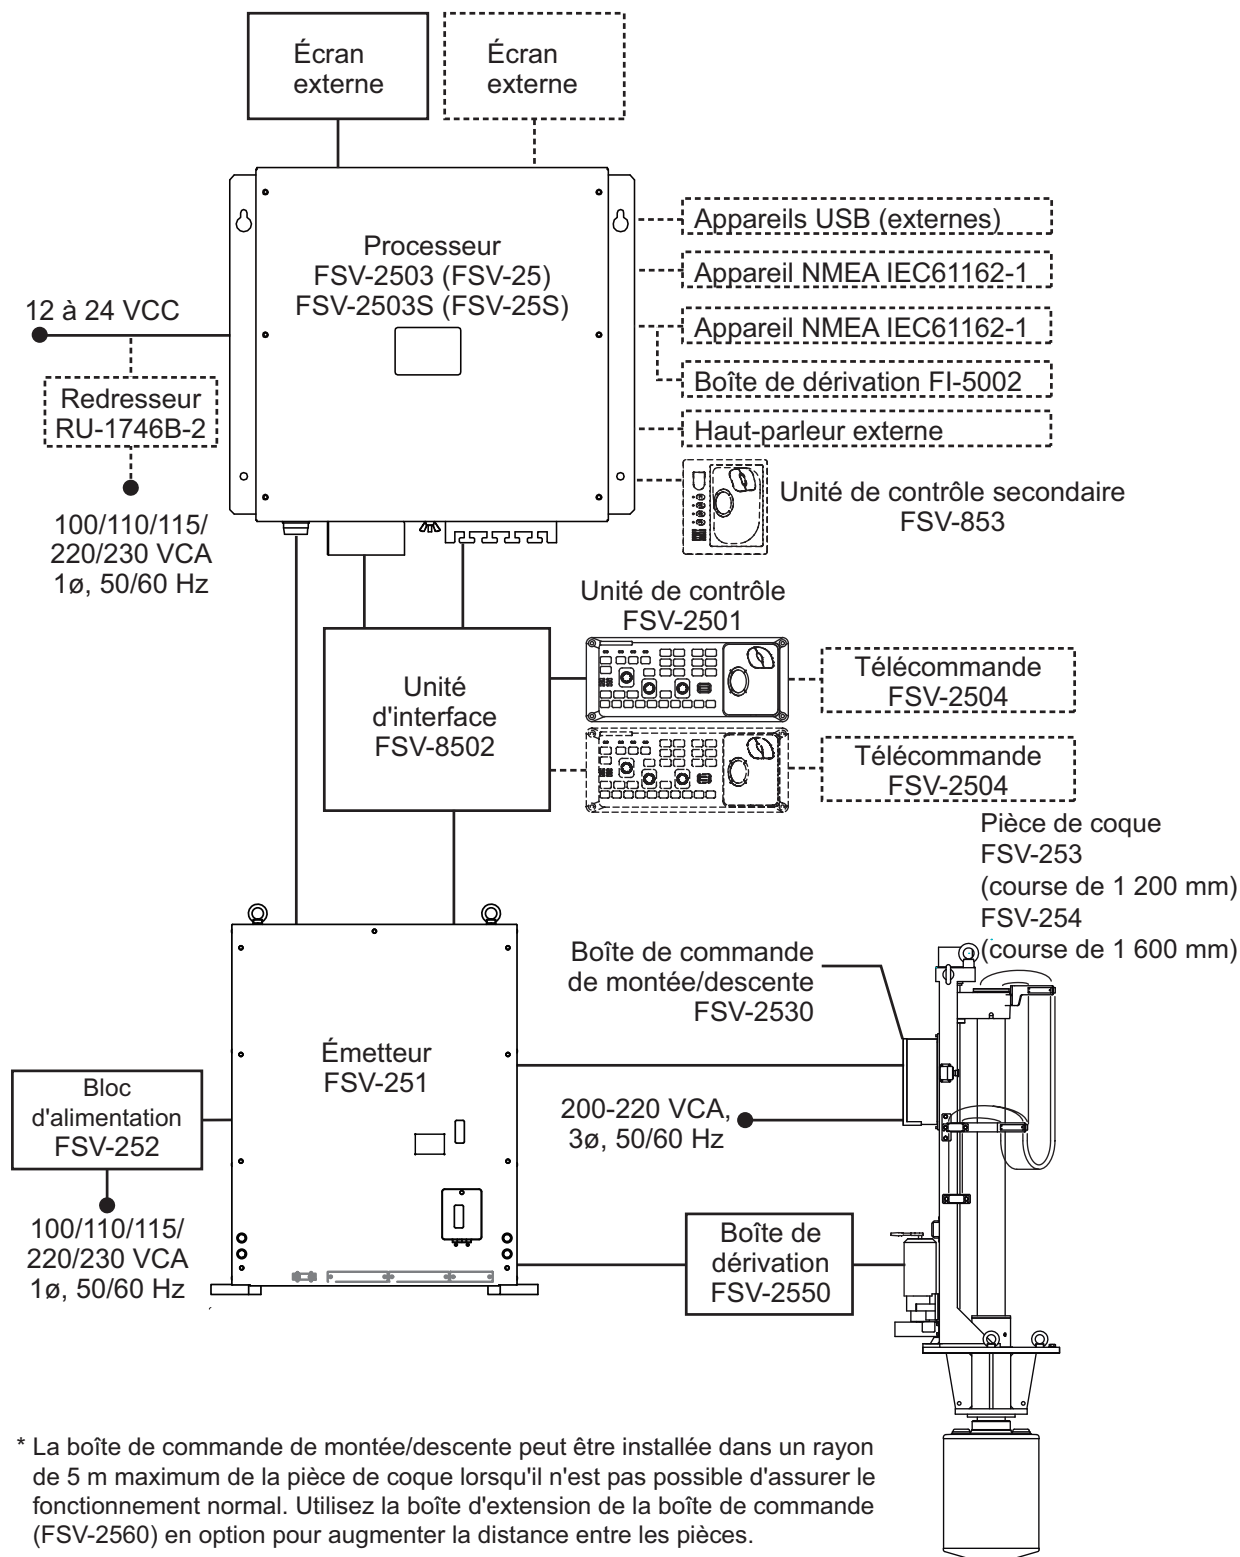 Écran
externe
Écran
externe
Processeur
FSV-2503 (FSV-25)
FSV-2503S (FSV-25S)
Appareils USB (externes)
Appareil NMEA IEC61162-1
Appareil NMEA IEC61162-1
Boîte de dérivation FI-5002
Haut-parleur externe
12 à 24 VCC
Redresseur
RU-1746B-2
100/110/115/
220/230 VCA
1ø, 50/60 Hz
Unité de contrôle secondaire
FSV-853
Unité de contrôle
FSV-2501
Unité
d'interface
FSV-8502
Télécommande
FSV-2504
Télécommande
FSV-2504
Pièce de coque
FSV-253
(course de 1 200 mm)
FSV-254
(course de 1 600 mm)
Boîte de commande
de montée/descente
FSV-2530
Émetteur
FSV-251
Bloc
d'alimentation
FSV-252
200-220 VCA,
3ø, 50/60 Hz
100/110/115/
220/230 VCA
1ø, 50/60 Hz
Boîte de
dérivation
FSV-2550
* La boîte de commande de montée/descente peut être installée dans un rayon
de 5 m maximum de la pièce de coque lorsqu'il n'est pas possible d'assurer le
fonctionnement normal. Utilisez la boîte d'extension de la boîte de commande
(FSV-2560) en option pour augmenter la distance entre les pièces.